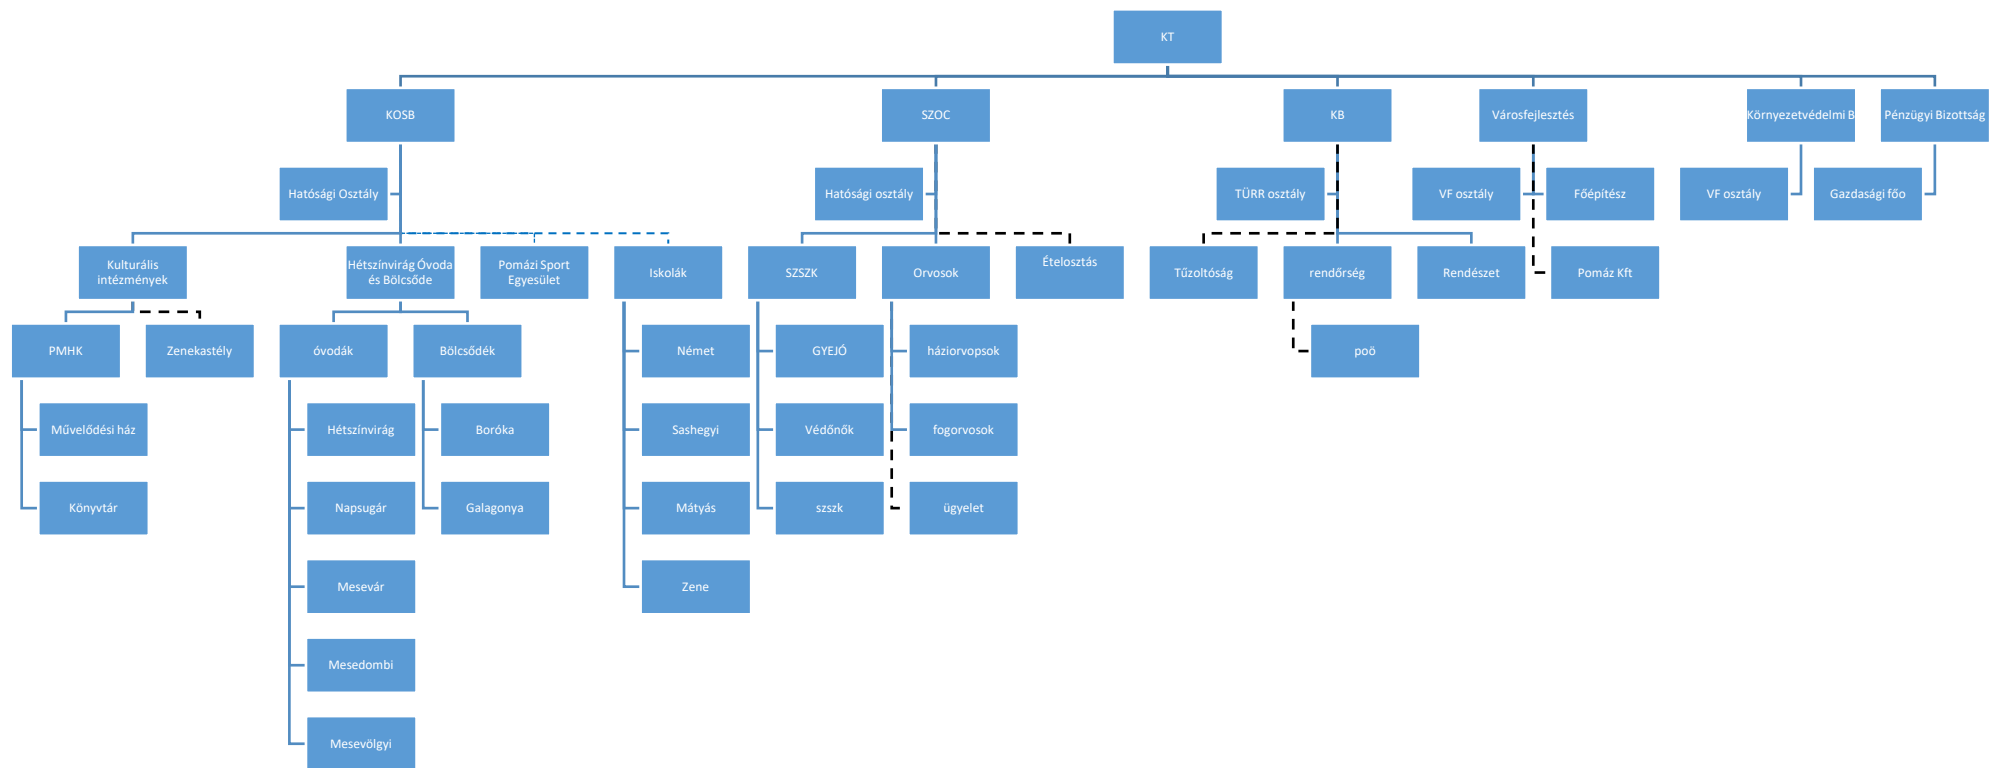 KT
KOSB
SZOC
KB
Városfejlesztés
Környezetvédelmi B
Pénzügyi Bizottság
Hatósági Osztály
Hatósági osztály
TÜRR osztály
VF osztály
Főépítész
VF osztály
Gazdasági főo
Kulturális
intézmények
Hétszínvirág Óvoda
és Bölcsőde
Pomázi Sport
Egyesület
Iskolák
SZSZK
Orvosok
Ételosztás
Tűzoltóság
rendőrség
Rendészet
Pomáz Kft
PMHK
Zenekastély
óvodák
Bölcsődék
Német
GYEJÓ
háziorvopsok
poö
Művelődési ház
Hétszínvirág
Boróka
Sashegyi
Védőnők
fogorvosok
Könyvtár
Napsugár
Galagonya
Mátyás
szszk
ügyelet
Mesevár
Zene
Mesedombi
Mesevölgyi